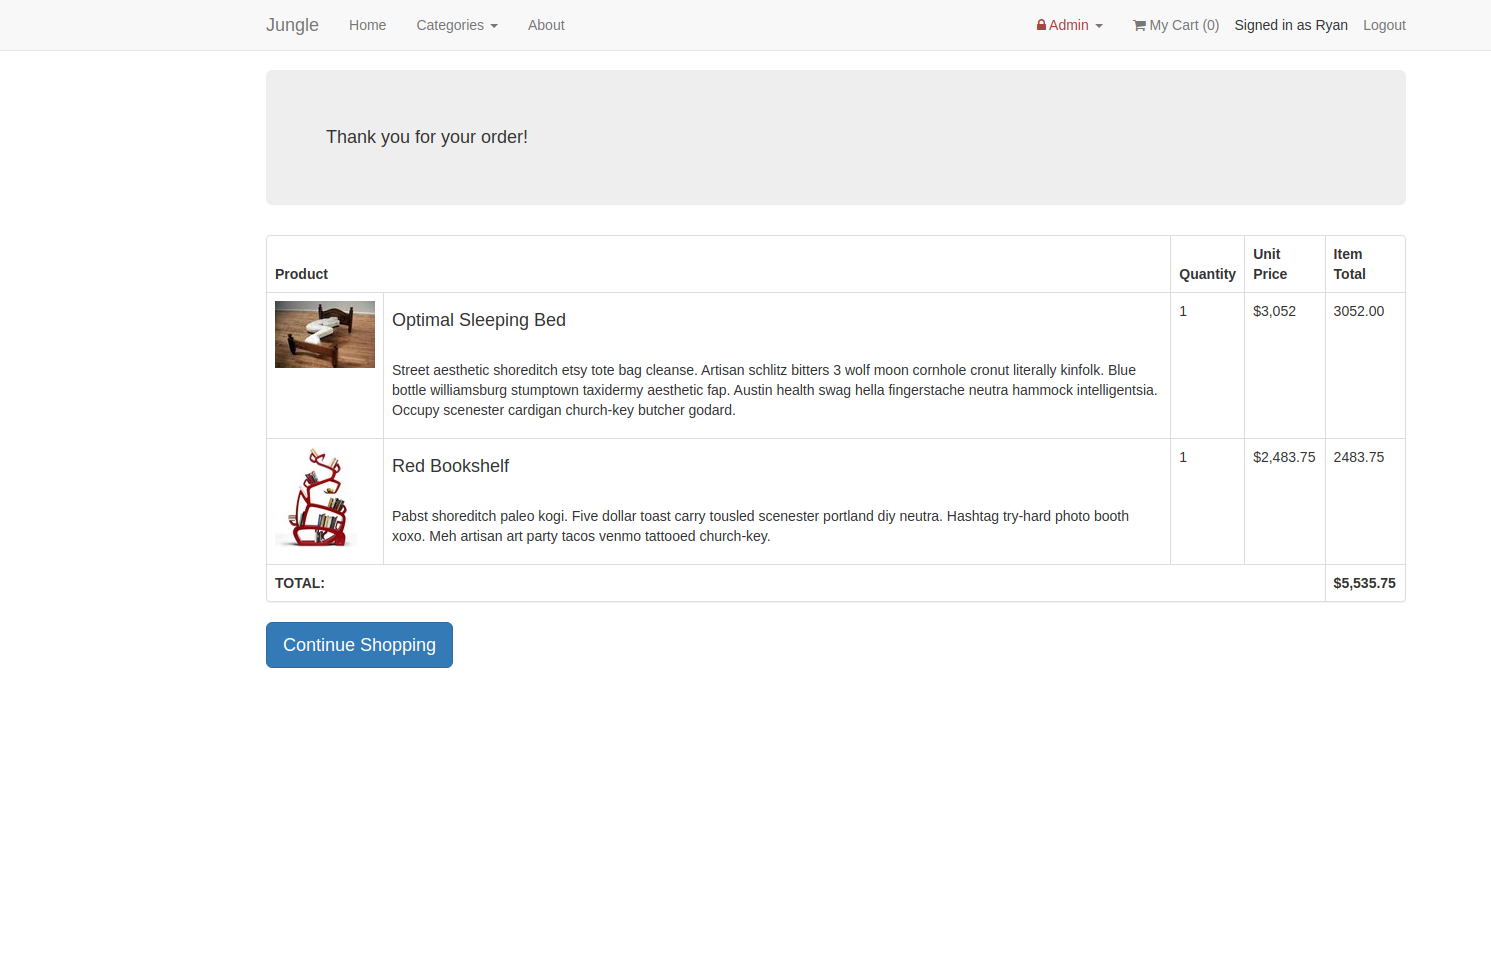 Jungle Home Categories About Admin My Cart (0) Signed in as Ryan Logout
Thank you for your order!
Product Quantity Unit Price Item Total
Optimal Sleeping Bed 1 $3,052 3052.00
Street aesthetic shoreditch etsy tote bag cleanse. Artisan schlitz bitters 3 wolf moon cornhole cronut literally kinfolk. Blue
bottle williamsburg stumptown taxidermy aesthetic fap. Austin health swag hella fingerstache neutra hammock intelligentsia.
Occupy scenester cardigan church-key butcher godard.
Red Bookshelf 1 $2,483.75 2483.75
Pabst shoreditch paleo kogi. Five dollar toast carry tousled scenester portland diy neutra. Hashtag try-hard photo booth
xoxo. Meh artisan art party tacos venmo tattooed church-key.
TOTAL: $5,535.75
Continue Shopping